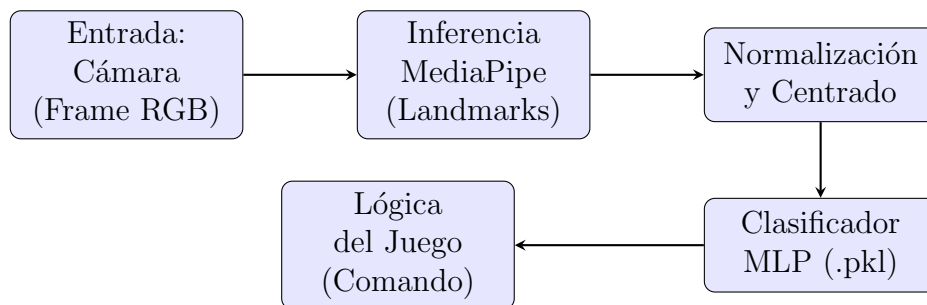 Entrada:
Cámara
(Frame RGB)
Inferencia
MediaPipe
(Landmarks)
Normalización
y Centrado
Clasificador
MLP (.pkl)
Lógica
del Juego
(Comando)